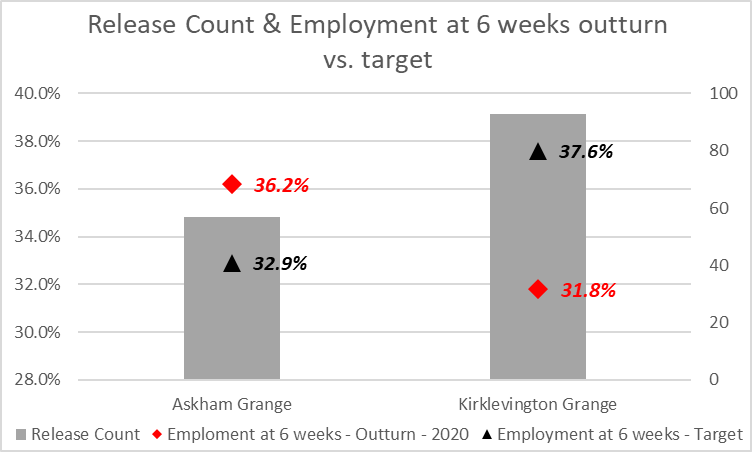 Release Count & Employment at 6 weeks outturn
vs. target
40.0%
100
38.0%
80
37.6%
36.0%
36.2%
60
34.0%
32.9%
40
32.0%
31.8%
30.0%
20
28.0%
0
Askham Grange
Kirklevington Grange
Release Count
Emploment at 6 weeks - Outturn - 2020
Employment at 6 weeks - Target